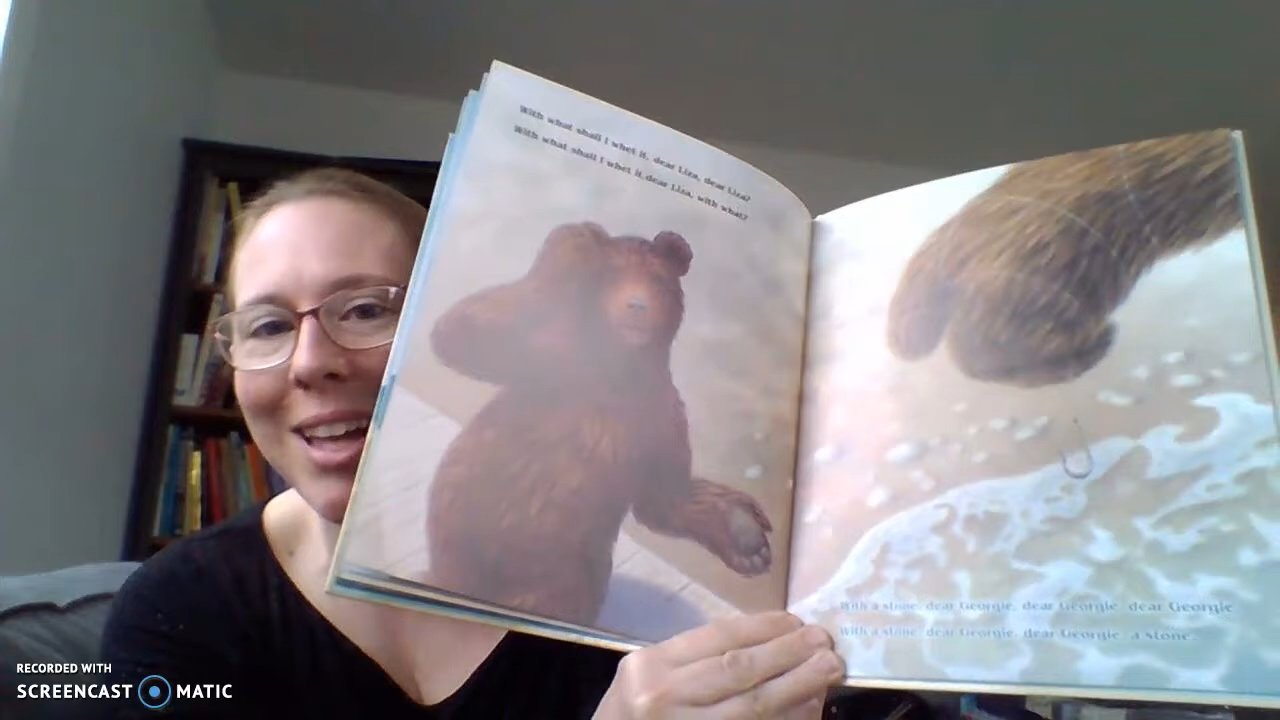 With what shall I whet it, dear Liza, dear Liza?
With what shall I whet it dear Liza, with what?
With a stone, dear Georgie, dear Georgie, dear Georgie
With a stone, dear Georgie, dear Georgie, a stone.
RECORDED WITH
SCREENCAST MATIC